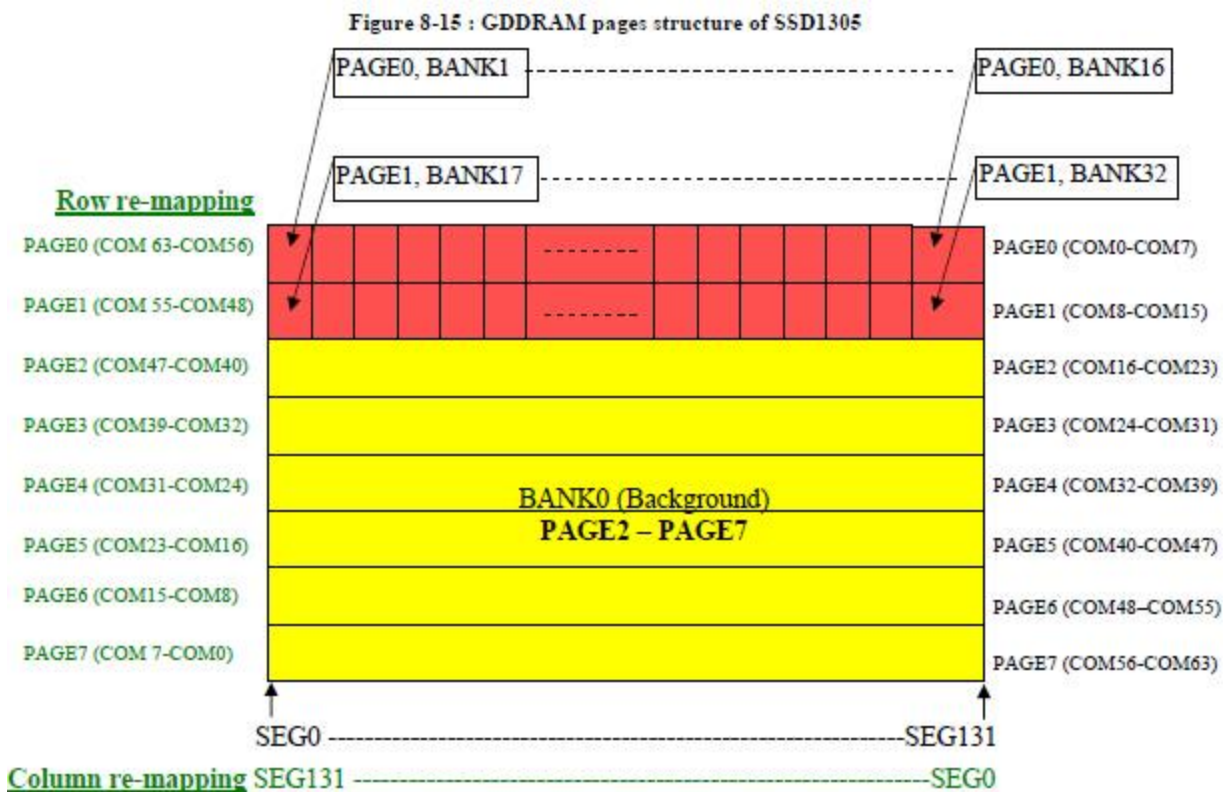 Figure 8-15 : GDDRAM pages structure of SSD1305
PAGE0, BANK1 PAGE0, BANK16
PAGE1, BANK17 PAGE1, BANK32
Row re-mapping
PAGE0 (COM 63-COM56) PAGE0 (COM0-COM7)
PAGE1 (COM 55-COM48) PAGE1 (COM8-COM15)
PAGE2 (COM47-COM40) PAGE2 (COM16-COM23)
PAGE3 (COM39-COM32) PAGE3 (COM24-COM31)
PAGE4 (COM31-COM24) PAGE4 (COM32-COM39)
BANK0 (Background)
PAGE2 – PAGE7
PAGE5 (COM23-COM16) PAGE5 (COM40-COM47)
PAGE6 (COM15-COM8) PAGE6 (COM48–COM55)
PAGE7 (COM 7-COM0) PAGE7 (COM56-COM63)
SEG0 SEG131
Column re-mapping SEG131 SEG0